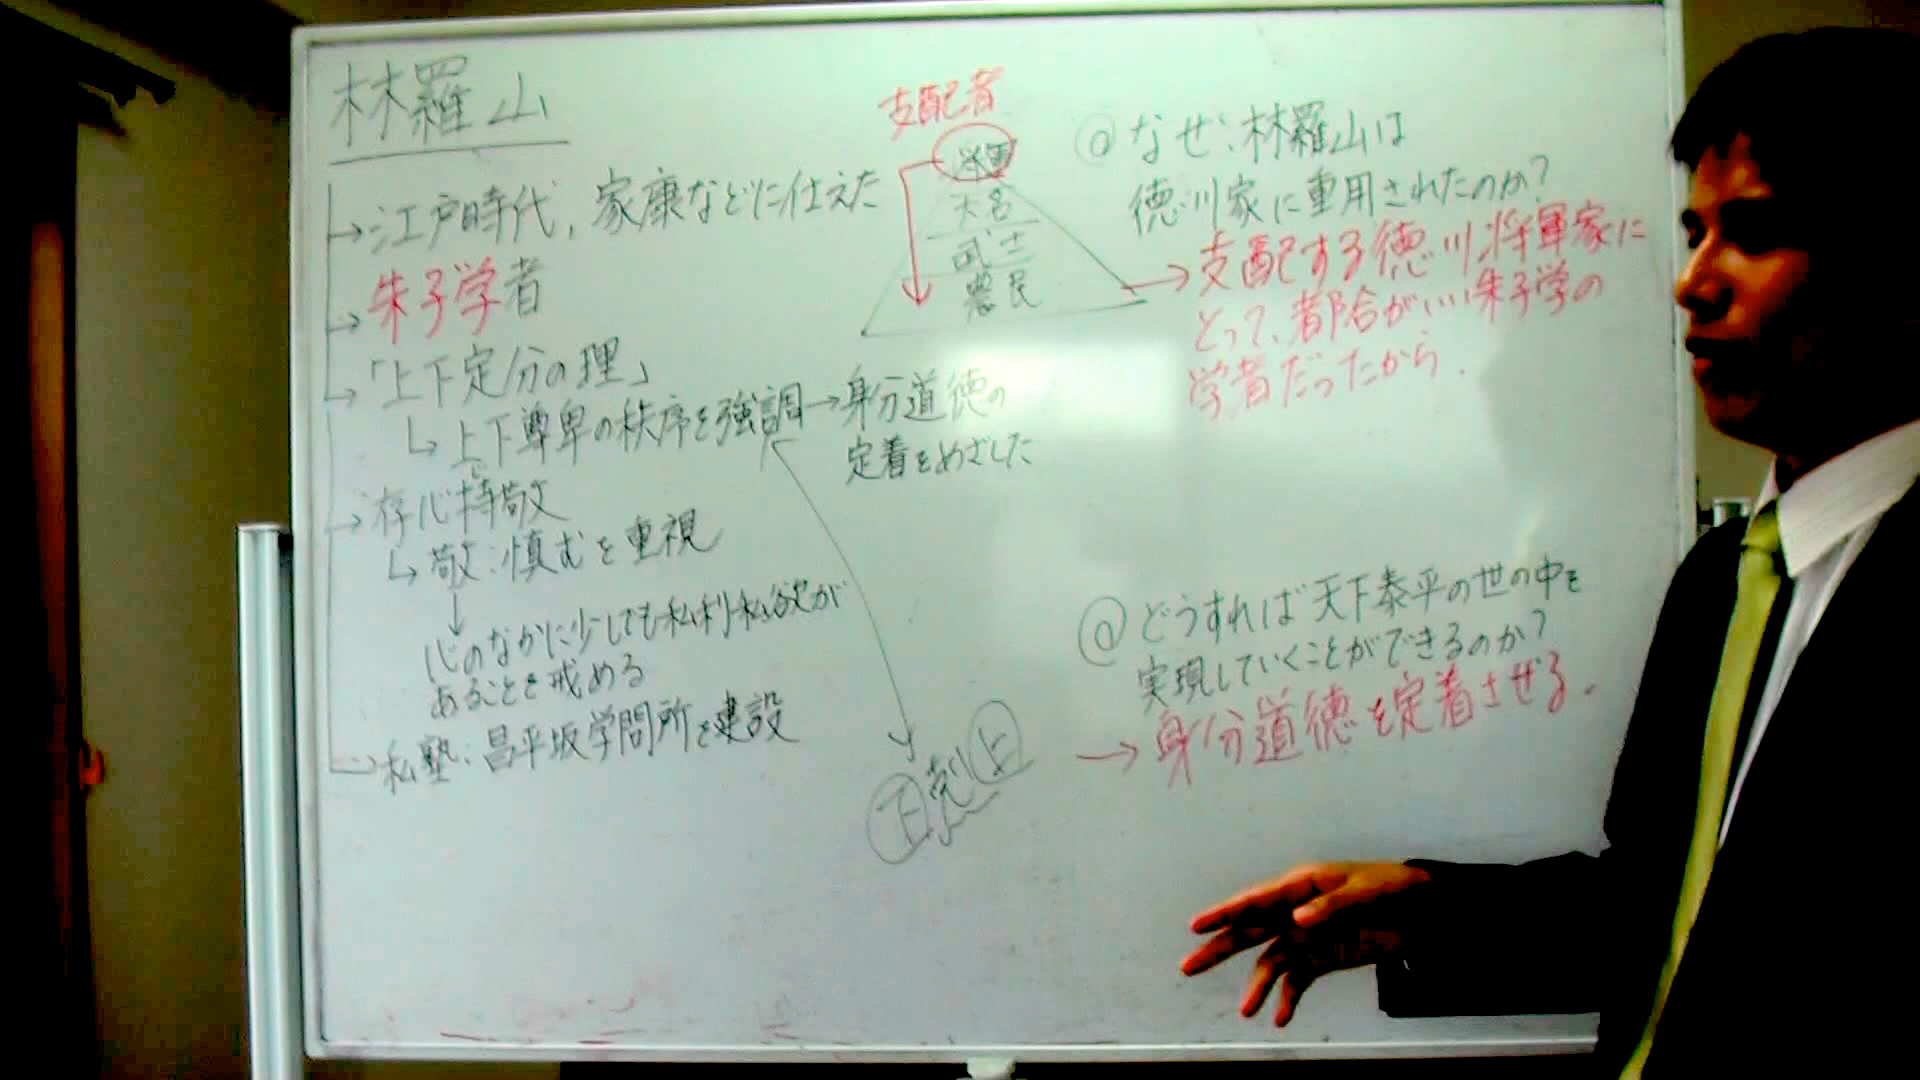 林羅山
→江戸時代,家康などに仕えた
→朱子学者
→「上下定分の理」
↳上下尊卑の秩序を強調→身分道徳の
定着をめざした
→存心持敬
↳敬:慎むを重視
↓
心のなかに少しでも私利私欲が
あることを戒める
→私塾:昌平坂学問所を建設
支配者
将軍
大名
武士
農民
下剋上
@なぜ、林羅山は
徳川家に重用されたのか?
→支配する徳川将軍家に
とって、都合がいい朱子学の
学者だったから.
@どうすれば天下泰平の世の中を
実現していくことができるのか?
→身分道徳を定着させる.